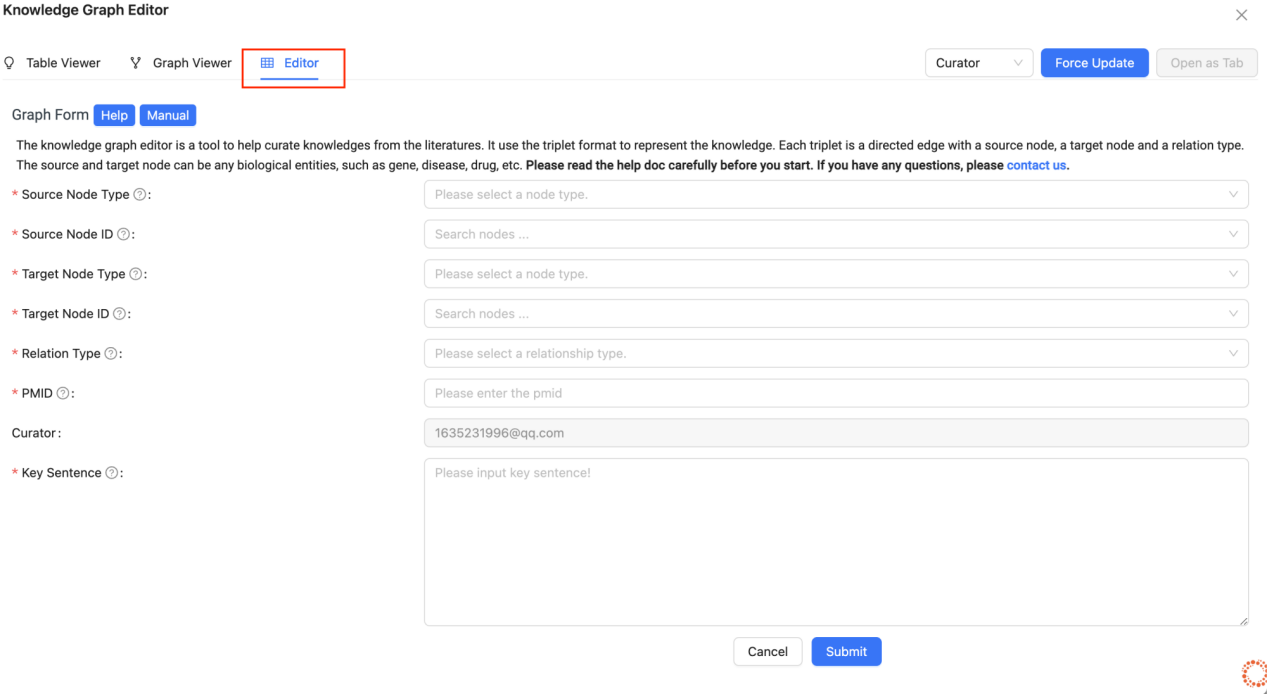 Knowledge Graph Editor
Table Viewer Graph Viewer Editor Curator Force Update Open as Tab
Graph Form Help Manual
The knowledge graph editor is a tool to help curate knowledges from the literatures. It use the triplet format to represent the knowledge. Each triplet is a directed edge with a source node, a target node and a relation type.
The source and target node can be any biological entities, such as gene, disease, drug, etc. Please read the help doc carefully before you start. If you have any questions, please contact us.
* Source Node Type ? : Please select a node type.
* Source Node ID ? : Search nodes ...
* Target Node Type ? : Please select a node type.
* Target Node ID ? : Search nodes ...
* Relation Type ? : Please select a relationship type.
* PMID ? : Please enter the pmid
Curator : 1635231996@qq.com
* Key Sentence ? : Please input key sentence!
Cancel Submit